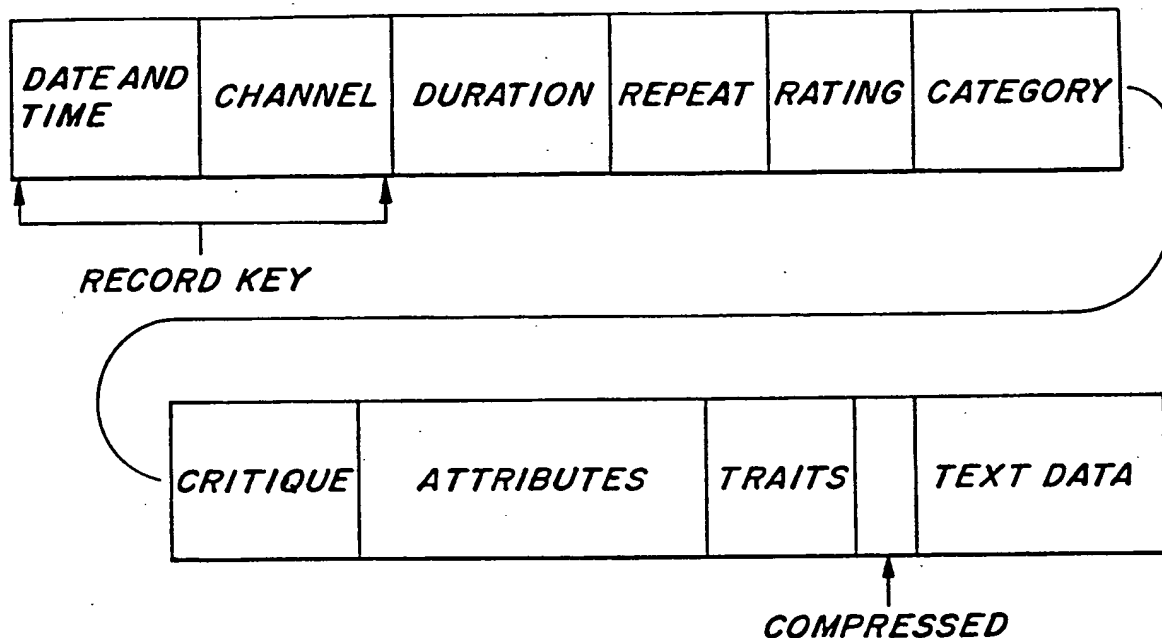 DATE AND
TIME
CHANNEL
DURATION
REPEAT
RATING
CATEGORY
RECORD KEY
CRITIQUE
ATTRIBUTES
TRAITS
TEXT DATA
COMPRESSED